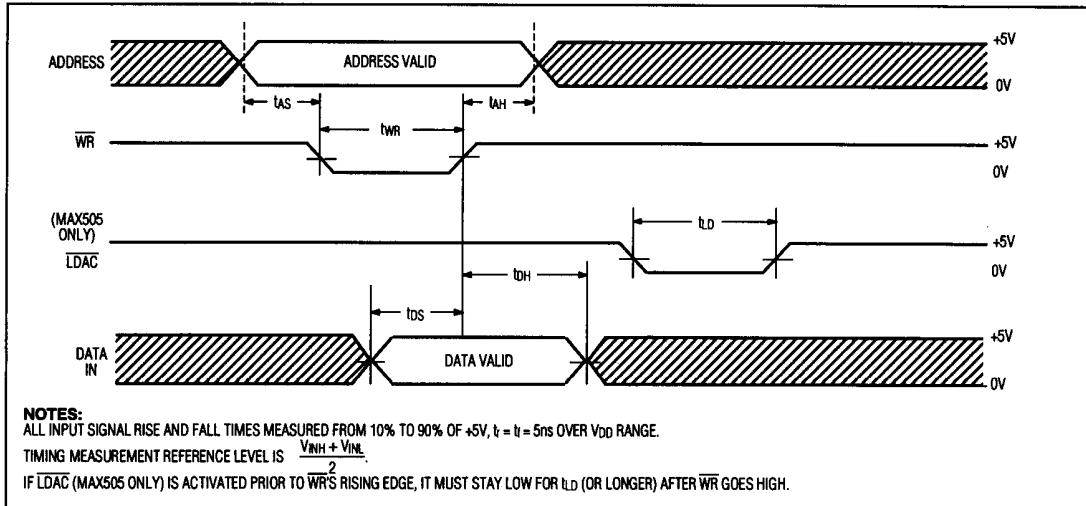 ADDRESS
ADDRESS VALID
+5V
0V
tAS
tAH
tWR
WR
+5V
0V
(MAX505
ONLY)
LDAC
tLD
+5V
0V
tDH
tDS
DATA
IN
DATA VALID
+5V
0V
NOTES:
ALL INPUT SIGNAL RISE AND FALL TIMES MEASURED FROM 10% TO 90% OF +5V, tr = tf = 5ns OVER VDD RANGE.
TIMING MEASUREMENT REFERENCE LEVEL IS VINH + VINL
2
.
IF LDAC (MAX505 ONLY) IS ACTIVATED PRIOR TO WR'S RISING EDGE, IT MUST STAY LOW FOR tLD (OR LONGER) AFTER WR GOES HIGH.